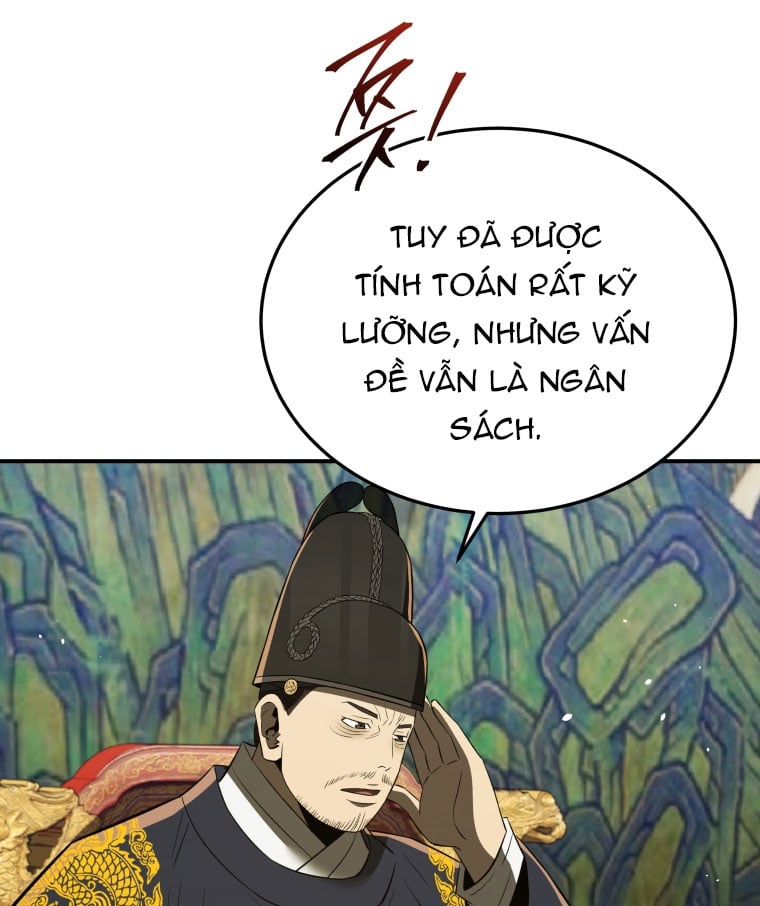 TUY ĐÃ ĐƯỢC
TÍNH TOÁN RẤT KỸ
LƯỠNG, NHƯNG VẤN
ĐỀ VẪN LÀ NGÂN
SÁCH.